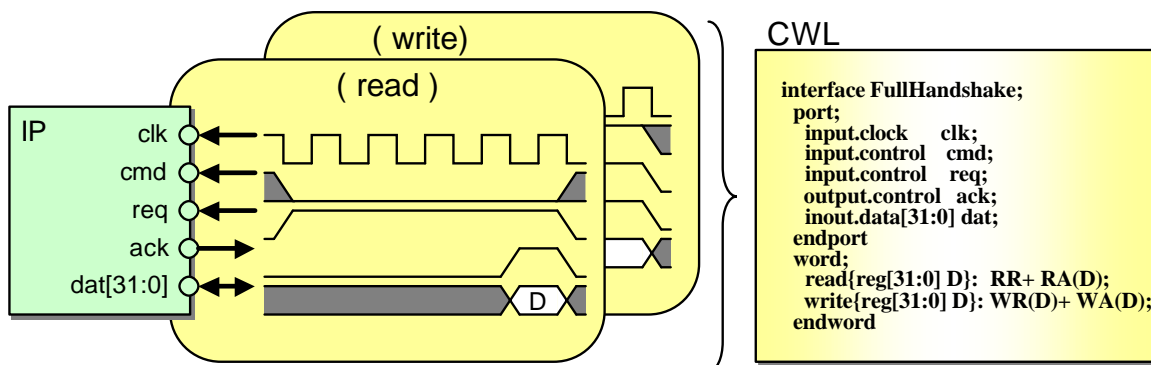 ( write)
( read )
IP
clk
cmd
req
ack
dat[31:0]
D
CWL
interface FullHandshake;
port;
input.clock clk;
input.control cmd;
input.control req;
output.control ack;
inout.data[31:0] dat;
endport
word;
read{reg[31:0] D}: RR+ RA(D);
write{reg[31:0] D}: WR(D)+ WA(D);
endword